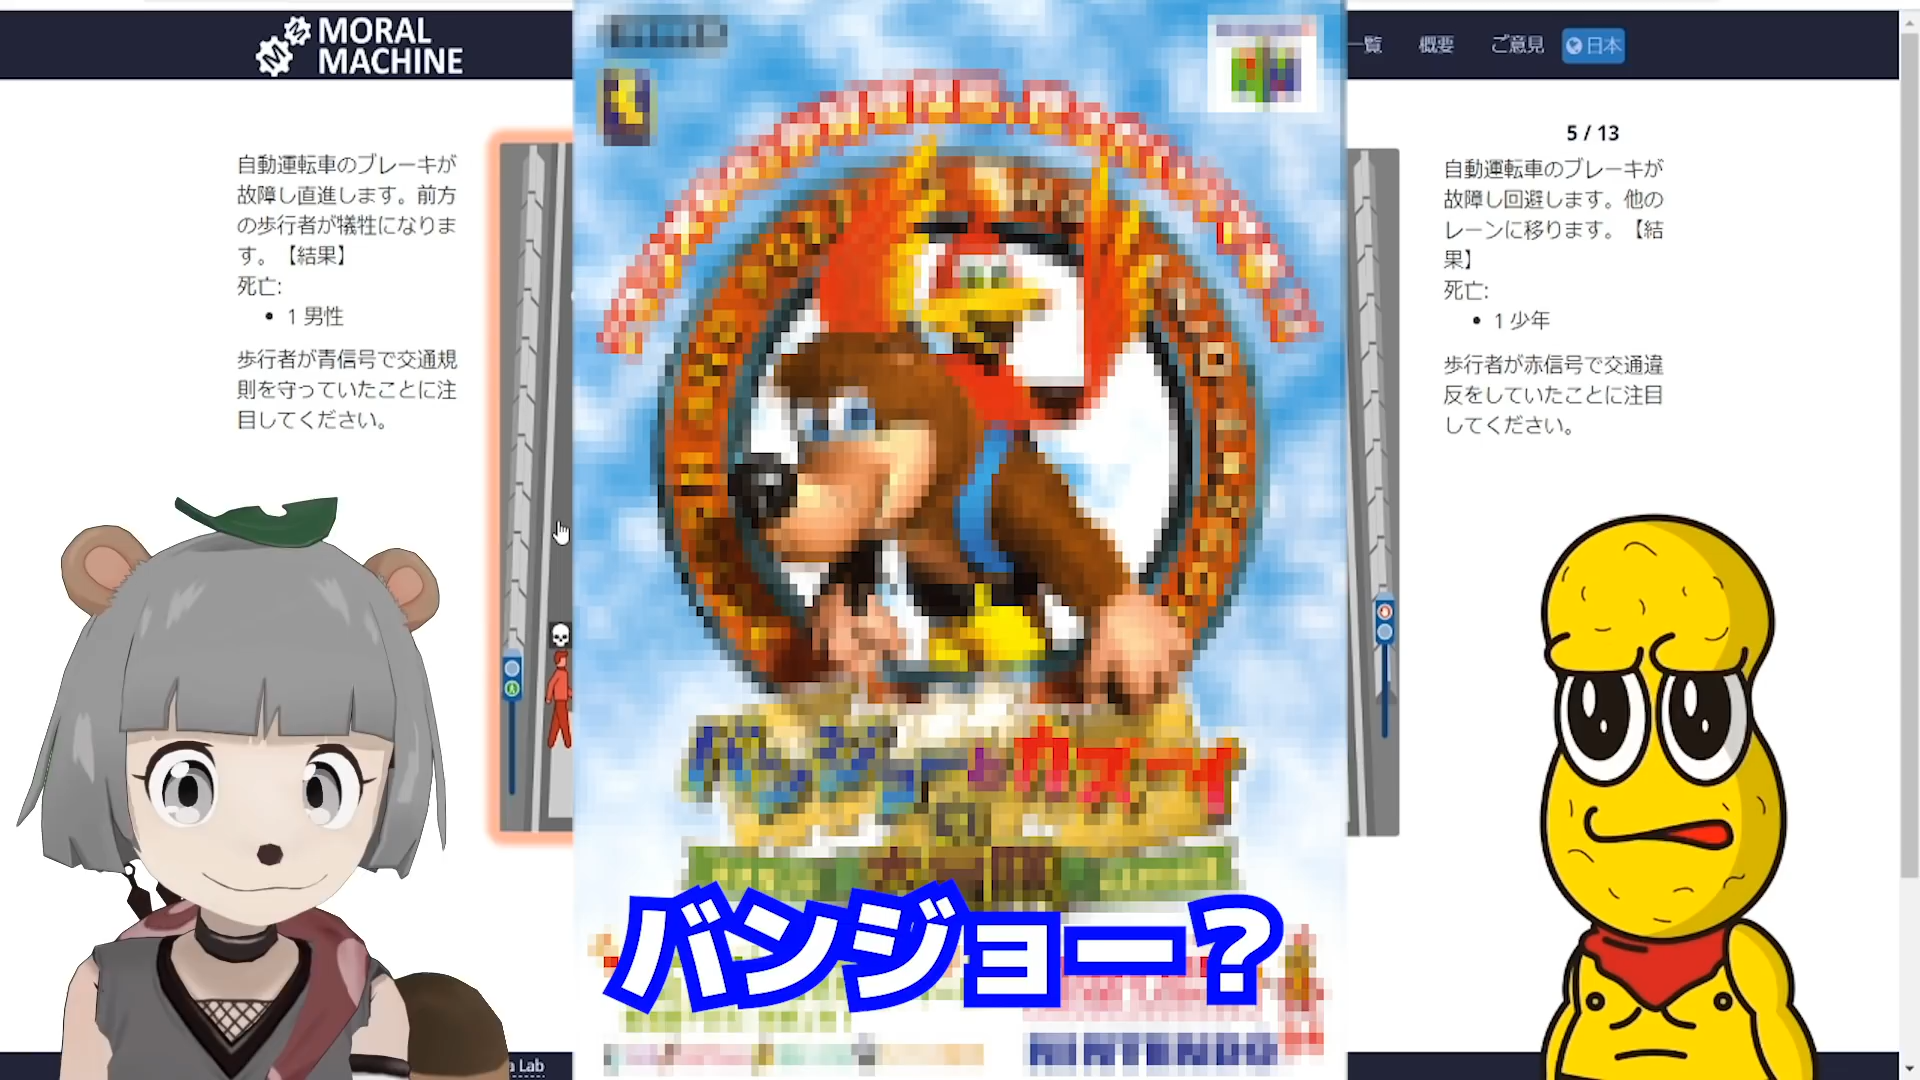 MORAL
MACHINE
一覧 概要 ご意見 日本
自動運転車のブレーキが
故障し直進します。前方
の歩行者が犠牲になりま
す。【結果】
死亡:
• 1 男性
歩行者が青信号で交通規
則を守っていたことに注
目してください。
5 / 13
自動運転車のブレーキが
故障し回避します。他の
レーンに移ります。【結
果】
死亡:
• 1 少年
歩行者が赤信号で交通違
反をしていたことに注目
してください。
バンジョー
カズーイ
バンジョー？
NINTENDO
a Lab